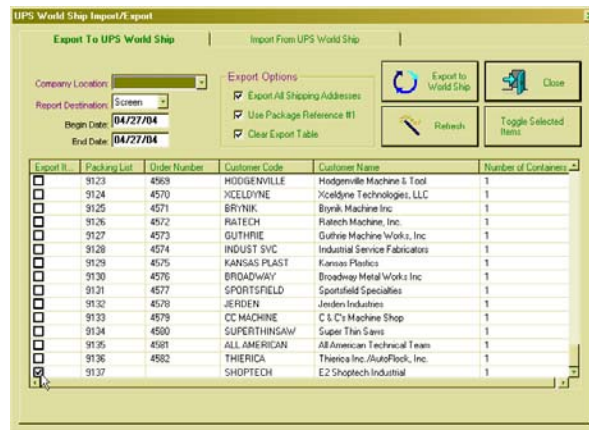 UPS World Ship Import/Export
Export To UPS World Ship
Import From UPS World Ship
Company Location:
Report Destination: Screen
Begin Date: 04/27/04
End Date: 04/27/04
Export Options
Export All Shipping Addresses
Use Package Reference #1
Clear Export Table
Export to World Ship
Close
Refresh
Toggle Selected Items
Export It... Packing List Order Number Customer Code Customer Name Number of Containers
9123 4569 HODGENVILLE Hodgenville Machine & Tool 1
9124 4570 XCELDYNE Xceldyne Technologies, LLC 1
9125 4571 BRYNIK Brynik Machine Inc 1
9126 4572 RATECH Ratech Machine, Inc. 1
9127 4573 GUTHRIE Guthrie Machine Works, Inc 1
9128 4574 INDUST SVC Industrial Service Fabricators 1
9129 4575 KANSAS PLAST Kansas Plastics 1
9130 4576 BROADWAY Broadway Metal Works Inc 1
9131 4577 SPORTSFIELD Sportsfield Specialties 1
9132 4578 JERDEN Jerden Industries 1
9133 4579 CC MACHINE C & C's Machine Shop 1
9134 4580 SUPERTHINSAW Super Thin Saws 1
9135 4581 ALL AMERICAN All American Technical Team 1
9136 4582 THIERICA Thierica Inc./AutoFlock, Inc. 1
9137 SHOPTECH E2 Shoptech Industrial 1